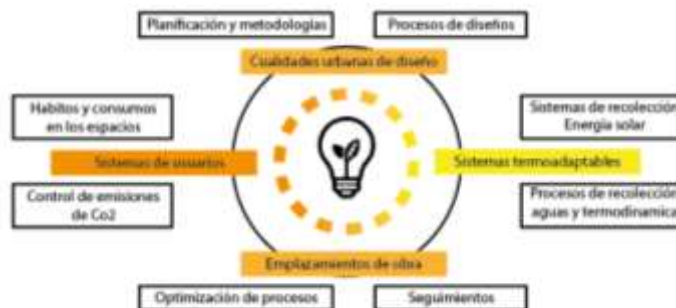 Planificación y metodologías
Procesos de diseños
Cualidades urbanas de diseño
Habitos y consumos
en los espacios
Sistemas de recolección
Energía solar
Sistemas de usuarios
Sistemas termoadaptables
Control de emisiones
de Co2
Procesos de recolección
aguas y termodinamica
Emplazamientos de obra
Optimización de procesos
Seguimientos